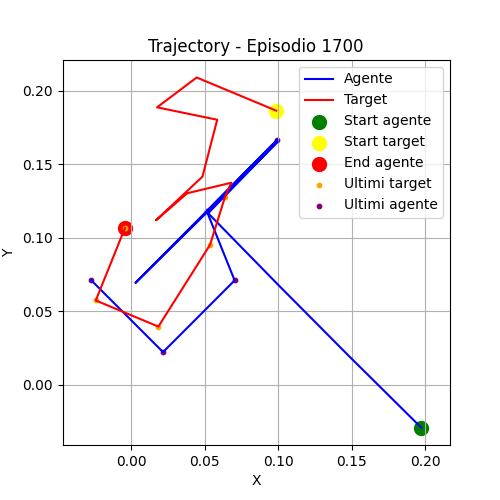 Trajectory - Episodio 1700
Agente
Target
Start agente
Start target
End agente
Ultimi target
Ultimi agente
Y
0.20
0.15
0.10
0.05
0.00
0.00 0.05 0.10 0.15 0.20
X